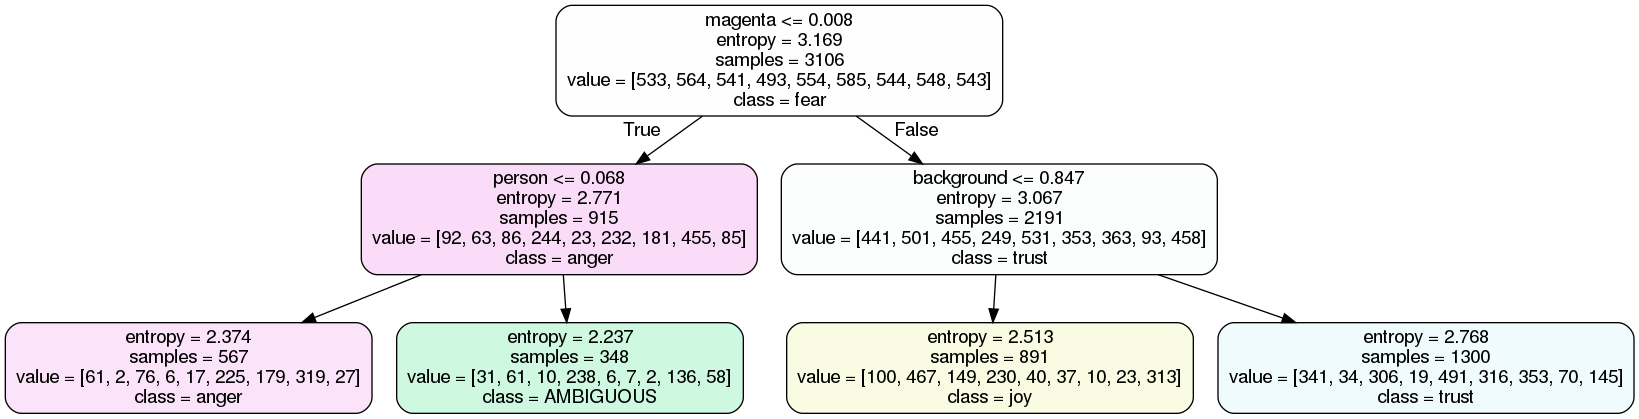 magenta <= 0.008
entropy = 3.169
samples = 3106
value = [533, 564, 541, 493, 554, 585, 544, 548, 543]
class = fear
True
False
person <= 0.068
entropy = 2.771
samples = 915
value = [92, 63, 86, 244, 23, 232, 181, 455, 85]
class = anger
background <= 0.847
entropy = 3.067
samples = 2191
value = [441, 501, 455, 249, 531, 353, 363, 93, 458]
class = trust
entropy = 2.374
samples = 567
value = [61, 2, 76, 6, 17, 225, 179, 319, 27]
class = anger
entropy = 2.237
samples = 348
value = [31, 61, 10, 238, 6, 7, 2, 136, 58]
class = AMBIGUOUS
entropy = 2.513
samples = 891
value = [100, 467, 149, 230, 40, 37, 10, 23, 313]
class = joy
entropy = 2.768
samples = 1300
value = [341, 34, 306, 19, 491, 316, 353, 70, 145]
class = trust